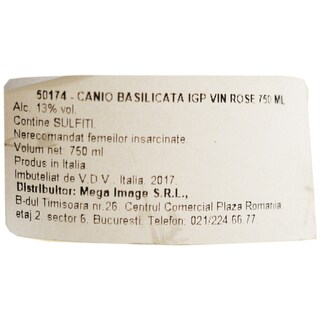 50174 - CANIO BASILICATA IGP VIN ROSE 750 ML
Alc. 13% vol.
Contine SULFITI.
Nerecomandat femeilor insarcinate.
Volum net: 750 ml
Produs in Italia
Imbuteliat de V.D.V., Italia, 2017.
Distribuitor: Mega Image S.R.L.,
B-dul Timisoara nr.26, Centrul Comercial Plaza Romania,
etaj 2, sector 6, Bucuresti, Telefon: 021/224.66.77